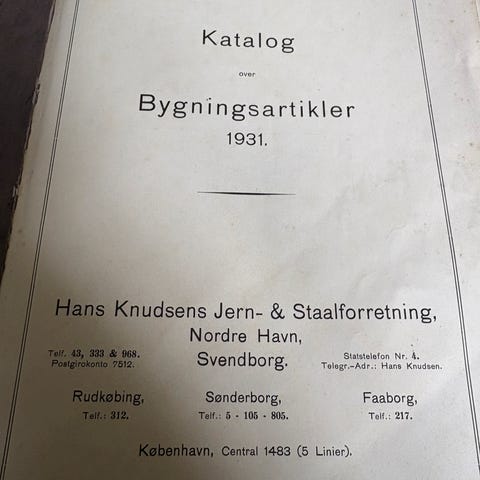 Katalog
over
Bygningsartikler
1931.
Hans Knudsens Jern- & Staalforretning,
Nordre Havn,
Svendborg.
Telf. 43, 333 & 968.
Postgirokonto 7512.
Statstelefon Nr. 4.
Telegr.-Adr.: Hans Knudsen.
Rudkøbing,
Telf.: 312.
Sønderborg,
Telf.: 5 - 105 - 805.
Faaborg,
Telf.: 217.
København, Central 1483 (5 Linier).